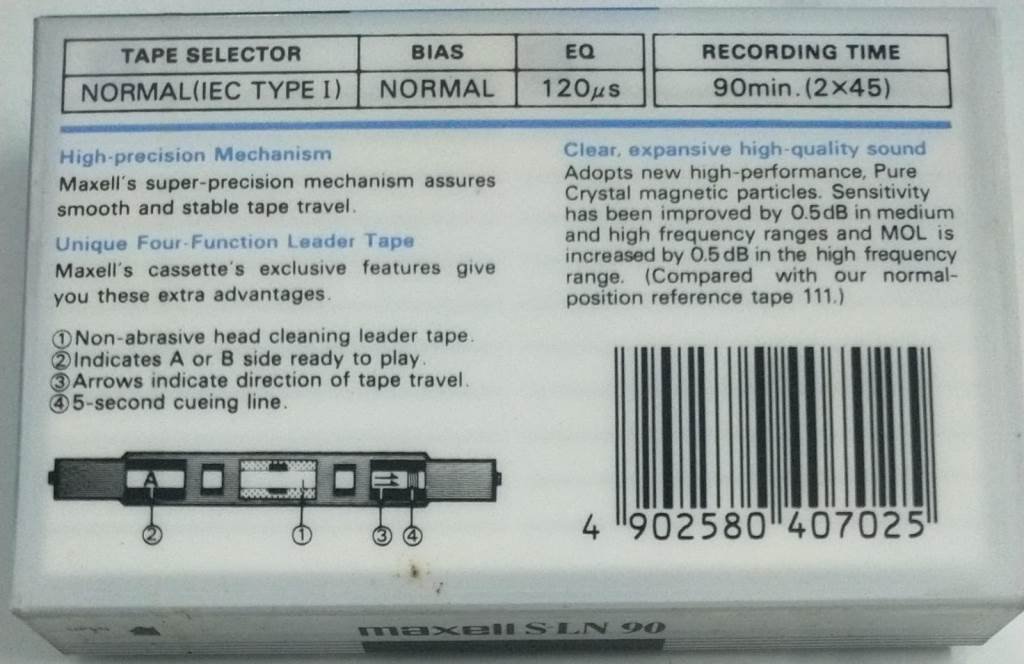 TAPE SELECTOR BIAS EQ RECORDING TIME
NORMAL(IEC TYPE I) NORMAL 120μs 90min.(2×45)
High-precision Mechanism
Maxell's super-precision mechanism assures
smooth and stable tape travel.
Unique Four-Function Leader Tape
Maxell's cassette's exclusive features give
you these extra advantages.
①Non-abrasive head cleaning leader tape.
②Indicates A or B side ready to play.
③Arrows indicate direction of tape travel.
④5-second cueing line.
A
② ① ③ ④
Clear, expansive high-quality sound
Adopts new high-performance, Pure
Crystal magnetic particles. Sensitivity
has been improved by 0.5dB in medium
and high frequency ranges and MOL is
increased by 0.5dB in the high frequency
range. (Compared with our normal-
position reference tape 111.)
4 902580 407025
maxell S·LN 90